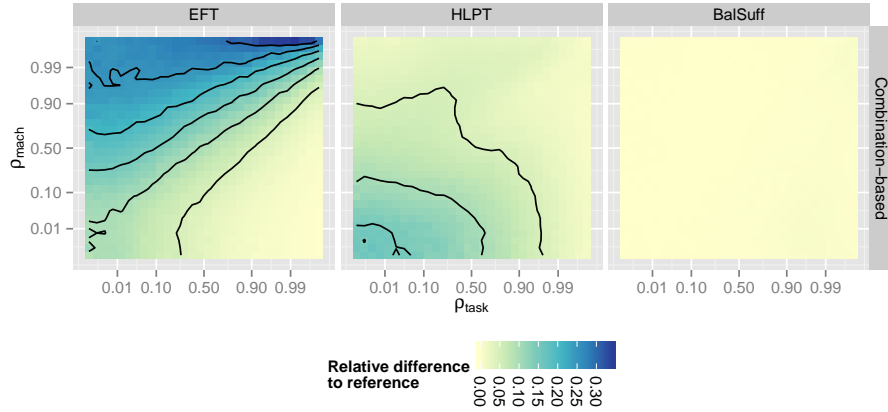 EFT
HLPT
BalSuff
0.99
0.90
0.50
0.10
0.01
ρmach
Combination−based
0.01 0.10 0.50 0.90 0.99
0.01 0.10 0.50 0.90 0.99
0.01 0.10 0.50 0.90 0.99
ρtask
Relative difference
to reference
0.00
0.05
0.10
0.15
0.20
0.25
0.30